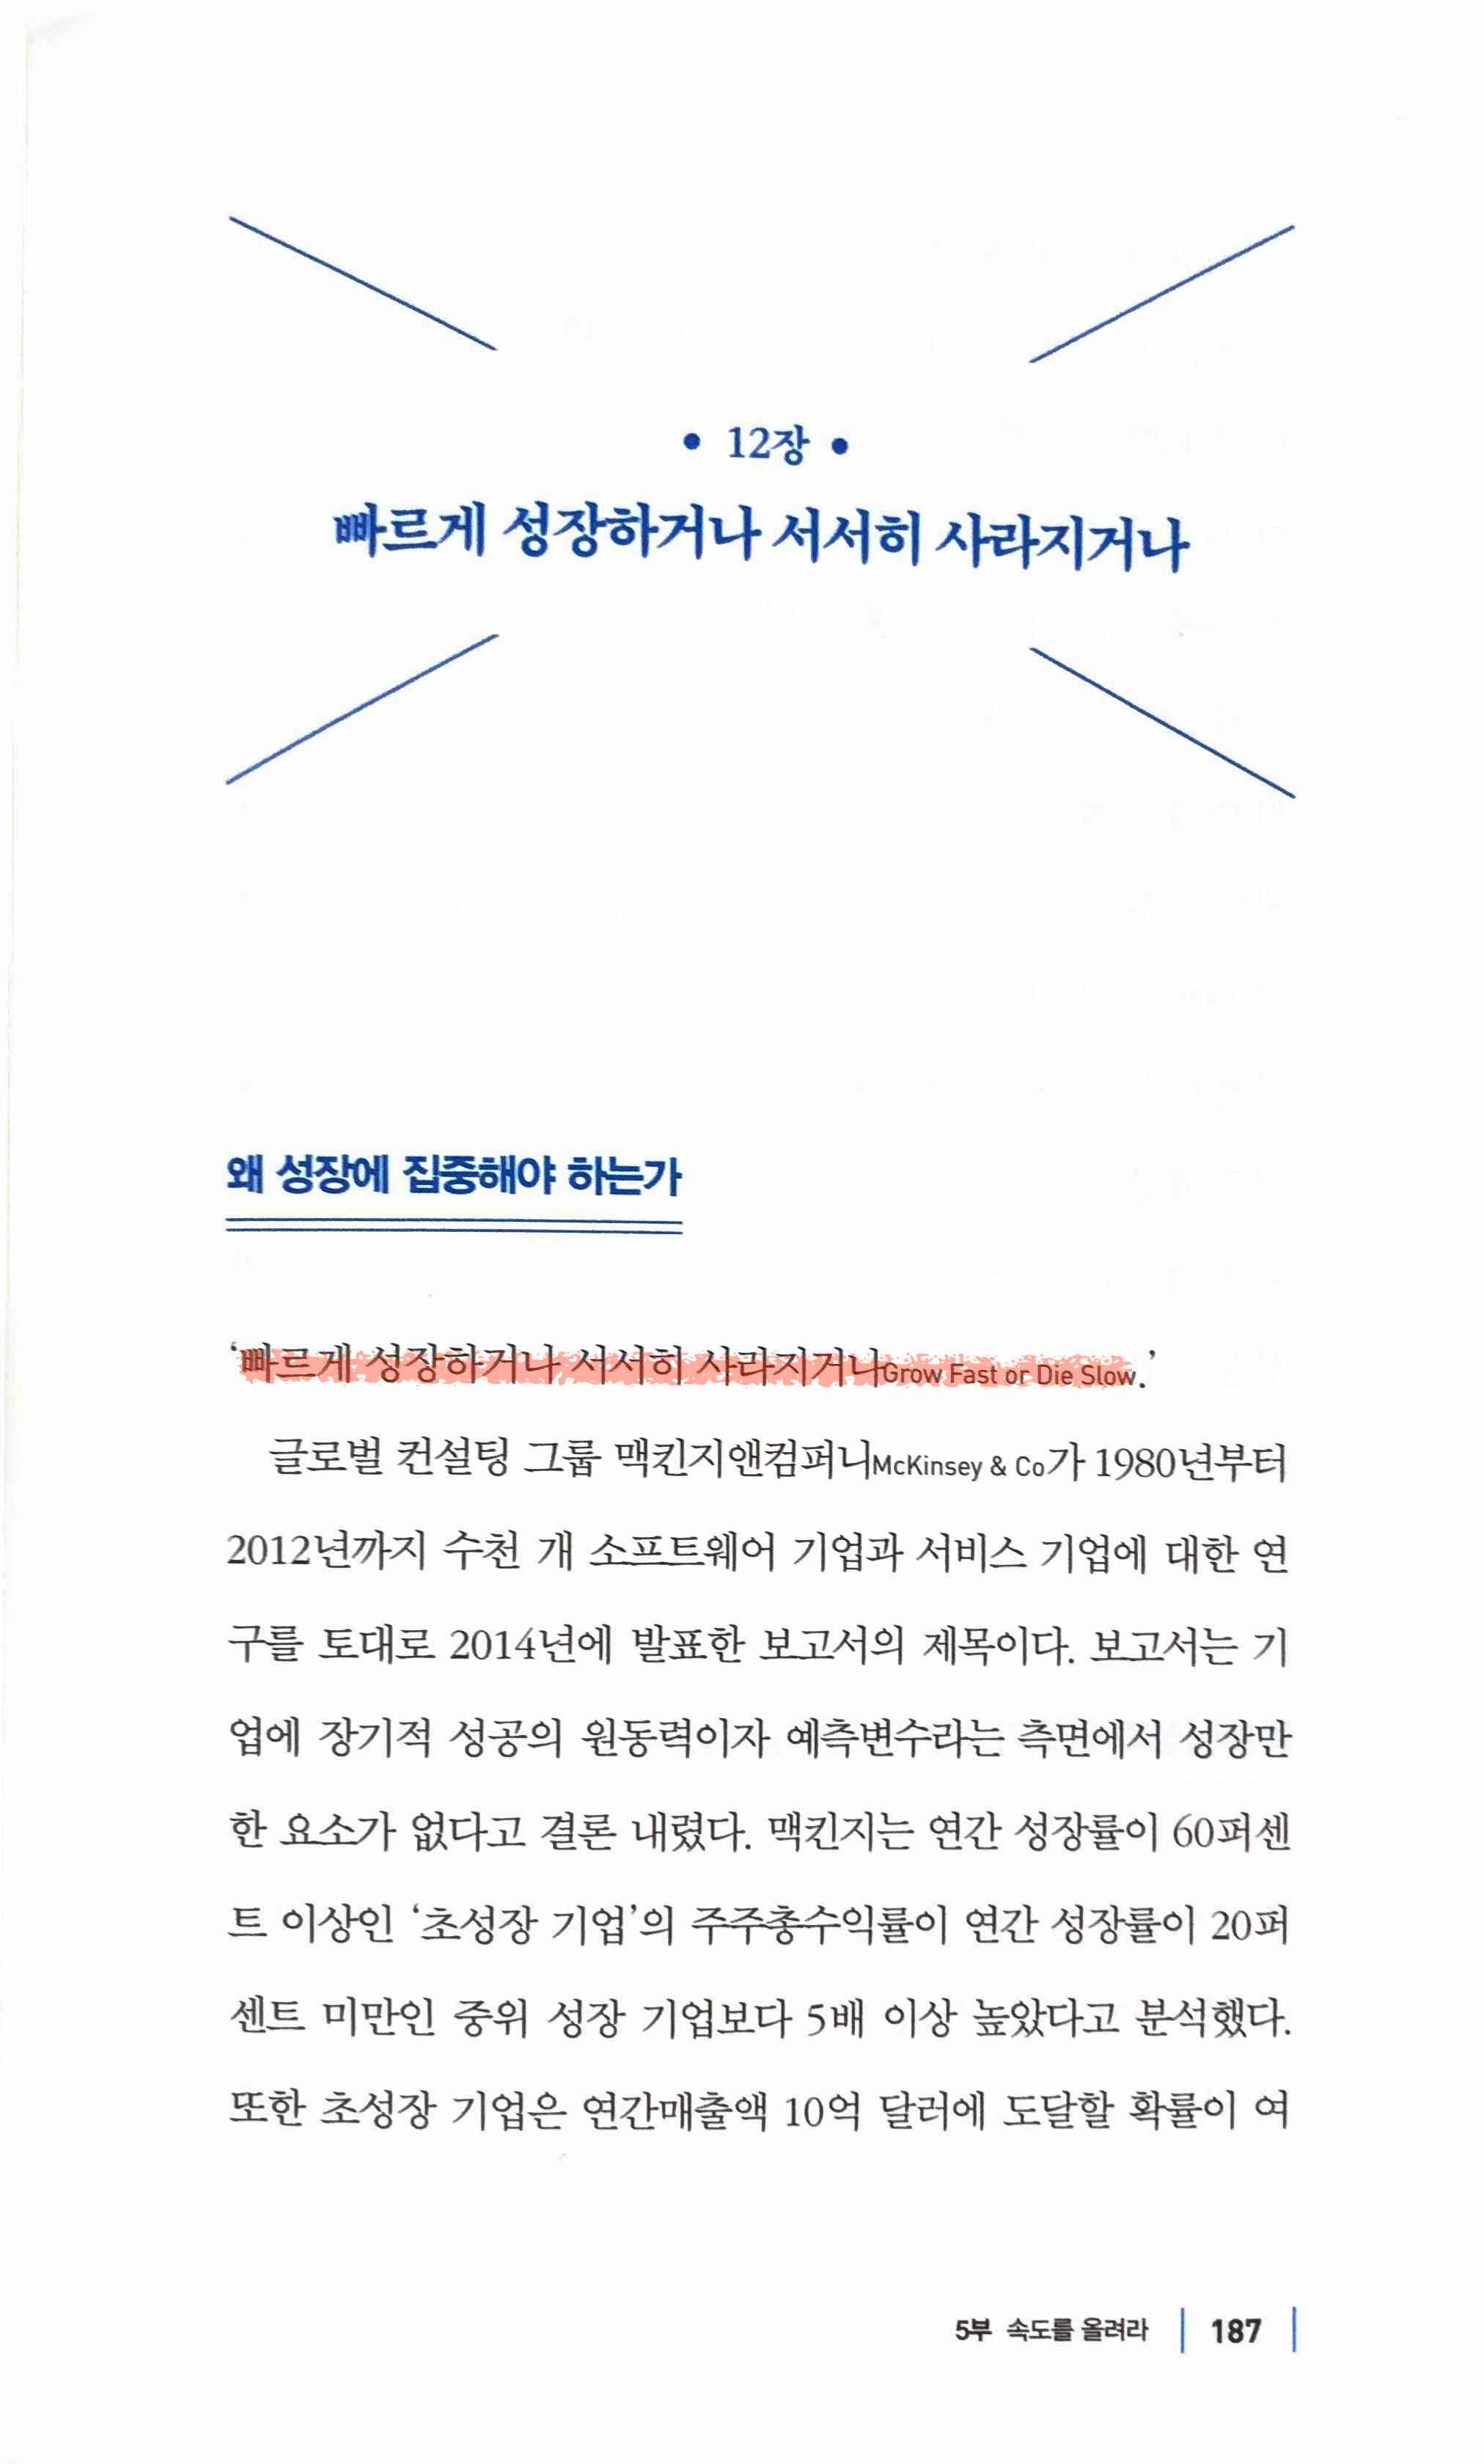 • 12장 •
빠르게 성장하거나 서서히 사라지거나
왜 성장에 집중해야 하는가
‘빠르게 성장하거나 서서히 사라지거나Grow Fast or Die Slow.’
글로벌 컨설팅 그룹 맥킨지앤컴퍼니McKinsey & Co가 1980년부터
2012년까지 수천 개 소프트웨어 기업과 서비스 기업에 대한 연
구를 토대로 2014년에 발표한 보고서의 제목이다. 보고서는 기
업에 장기적 성공의 원동력이자 예측변수라는 측면에서 성장만
한 요소가 없다고 결론 내렸다. 맥킨지는 연간 성장률이 60퍼센
트 이상인 ‘초성장 기업’의 주주총수익률이 연간 성장률이 20퍼
센트 미만인 중위 성장 기업보다 5배 이상 높았다고 분석했다.
또한 초성장 기업은 연간매출액 10억 달러에 도달할 확률이 여
5부 속도를 올려라 | 187 |